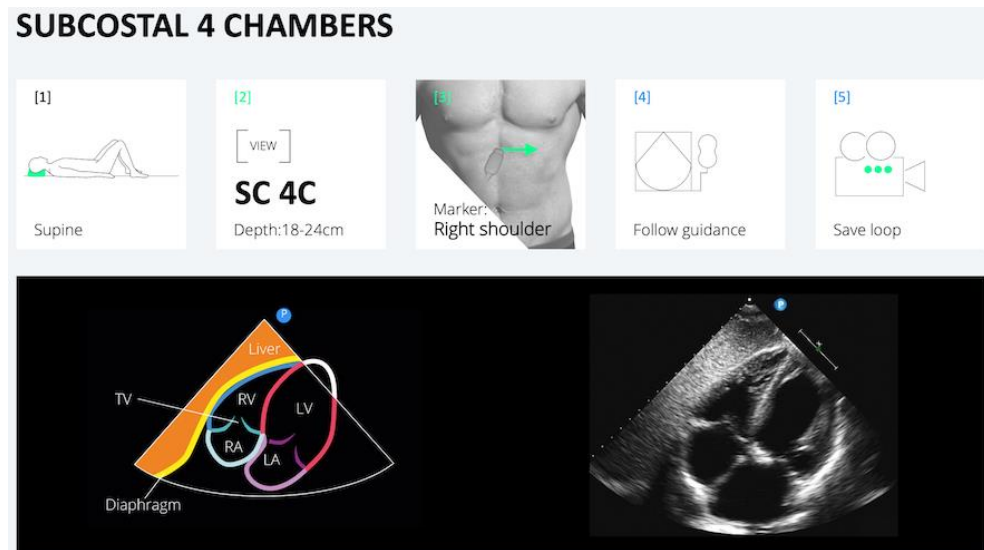 SUBCOSTAL 4 CHAMBERS
[1]
Supine
[2]
VIEW
SC 4C
Depth:18-24cm
[3]
Marker:
Right shoulder
[4]
Follow guidance
[5]
Save loop
P
Liver
TV
RV
LV
RA
LA
Diaphragm
P